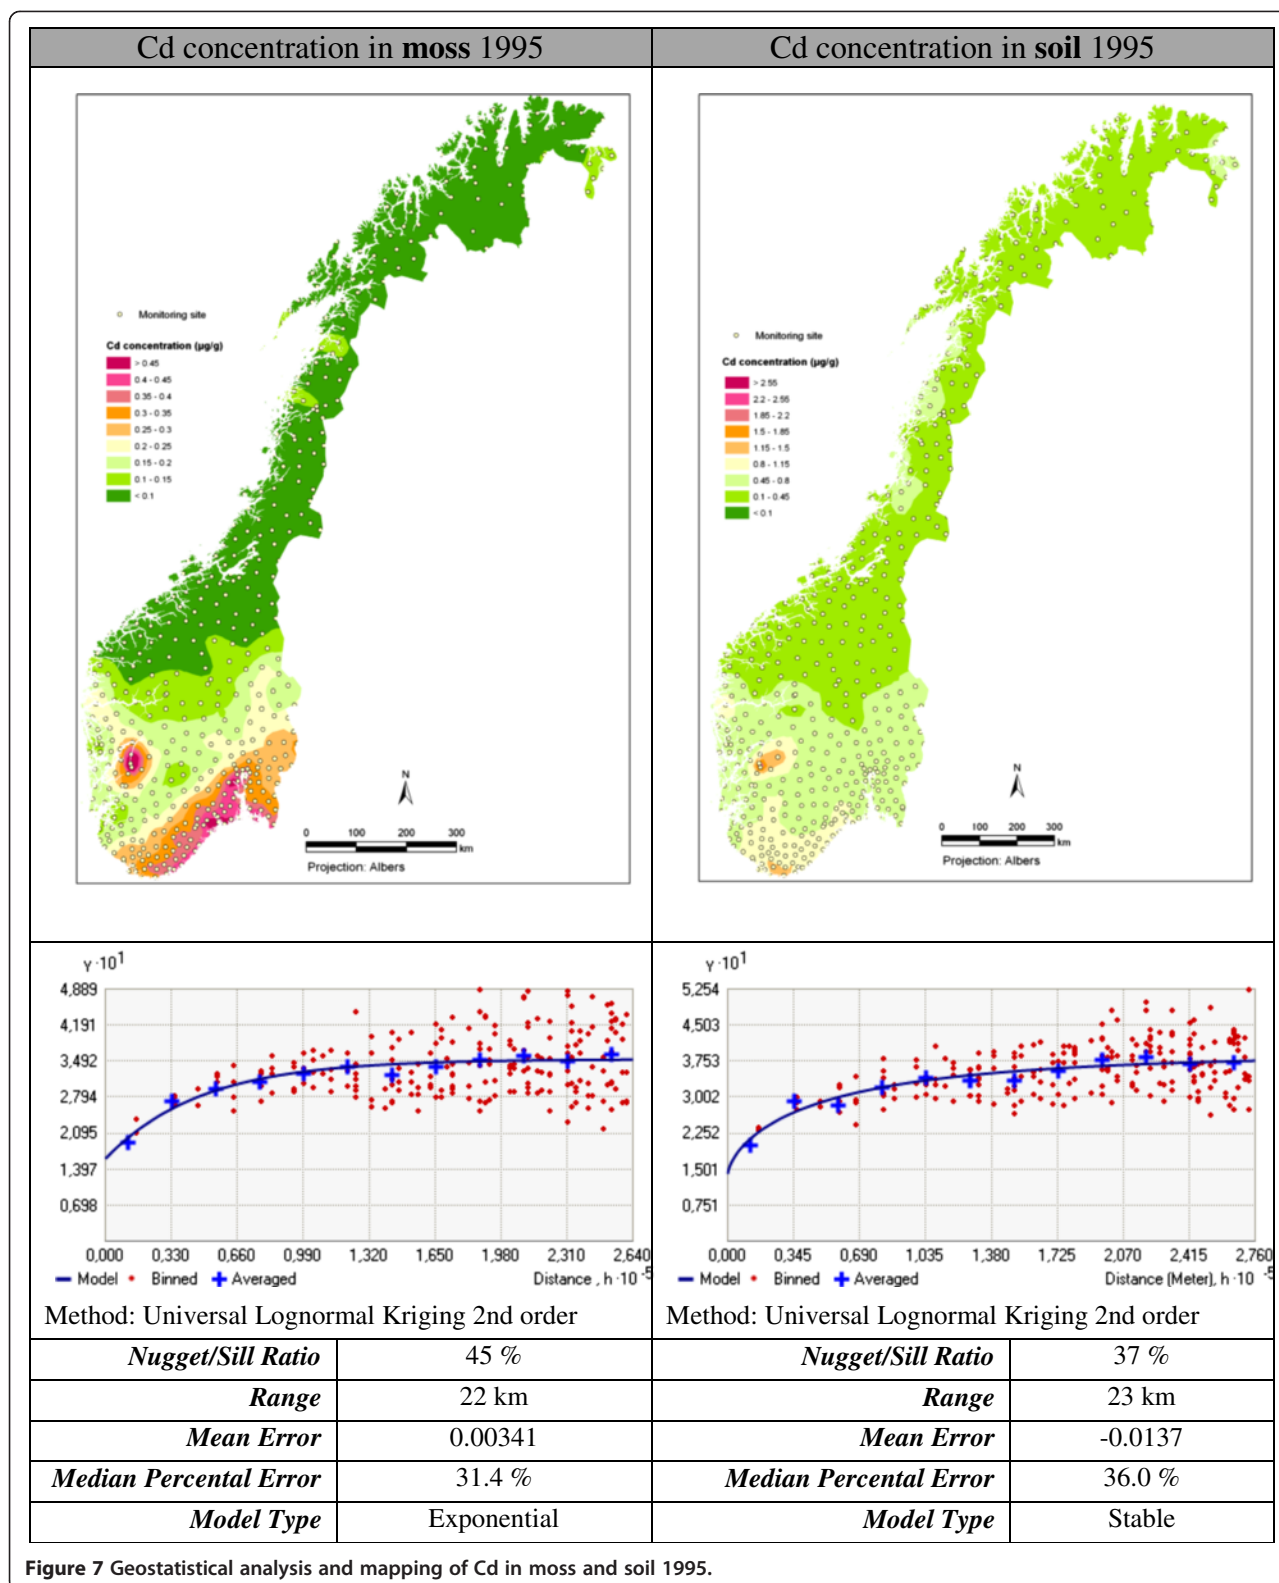 Cd concentration in moss 1995
Cd concentration in soil 1995
Monitoring site
Cd concentration (µg/g)
> 0.45
0.4 - 0.45
0.35 - 0.4
0.3 - 0.35
0.25 - 0.3
0.2 - 0.25
0.15 - 0.2
0.1 - 0.15
< 0.1
N
0 100 200 300
km
Projection: Albers
Monitoring site
Cd concentration (µg/g)
> 2.55
2.2 - 2.55
1.85 - 2.2
1.5 - 1.85
1.15 - 1.5
0.8 - 1.15
0.45 - 0.8
0.1 - 0.45
< 0.1
N
0 100 200 300
km
Projection: Albers
γ·10¹
4,889
4,191
3,492
2,794
2,095
1,397
0,698
0,000 0,330 0,660 0,990 1,320 1,650 1,980 2,310 2,640
Model Binned Averaged Distance , h·10⁻⁵
γ·10¹
5,254
4,503
3,753
3,002
2,252
1,501
0,751
0,000 0,345 0,690 1,035 1,380 1,725 2,070 2,415 2,760
Model Binned Averaged Distance (Meter), h·10⁻⁵
Method: Universal Lognormal Kriging 2nd order
Method: Universal Lognormal Kriging 2nd order
Nugget/Sill Ratio 45 % Nugget/Sill Ratio 37 %
Range 22 km Range 23 km
Mean Error 0.00341 Mean Error -0.0137
Median Percental Error 31.4 % Median Percental Error 36.0 %
Model Type Exponential Model Type Stable
Figure 7 Geostatistical analysis and mapping of Cd in moss and soil 1995.